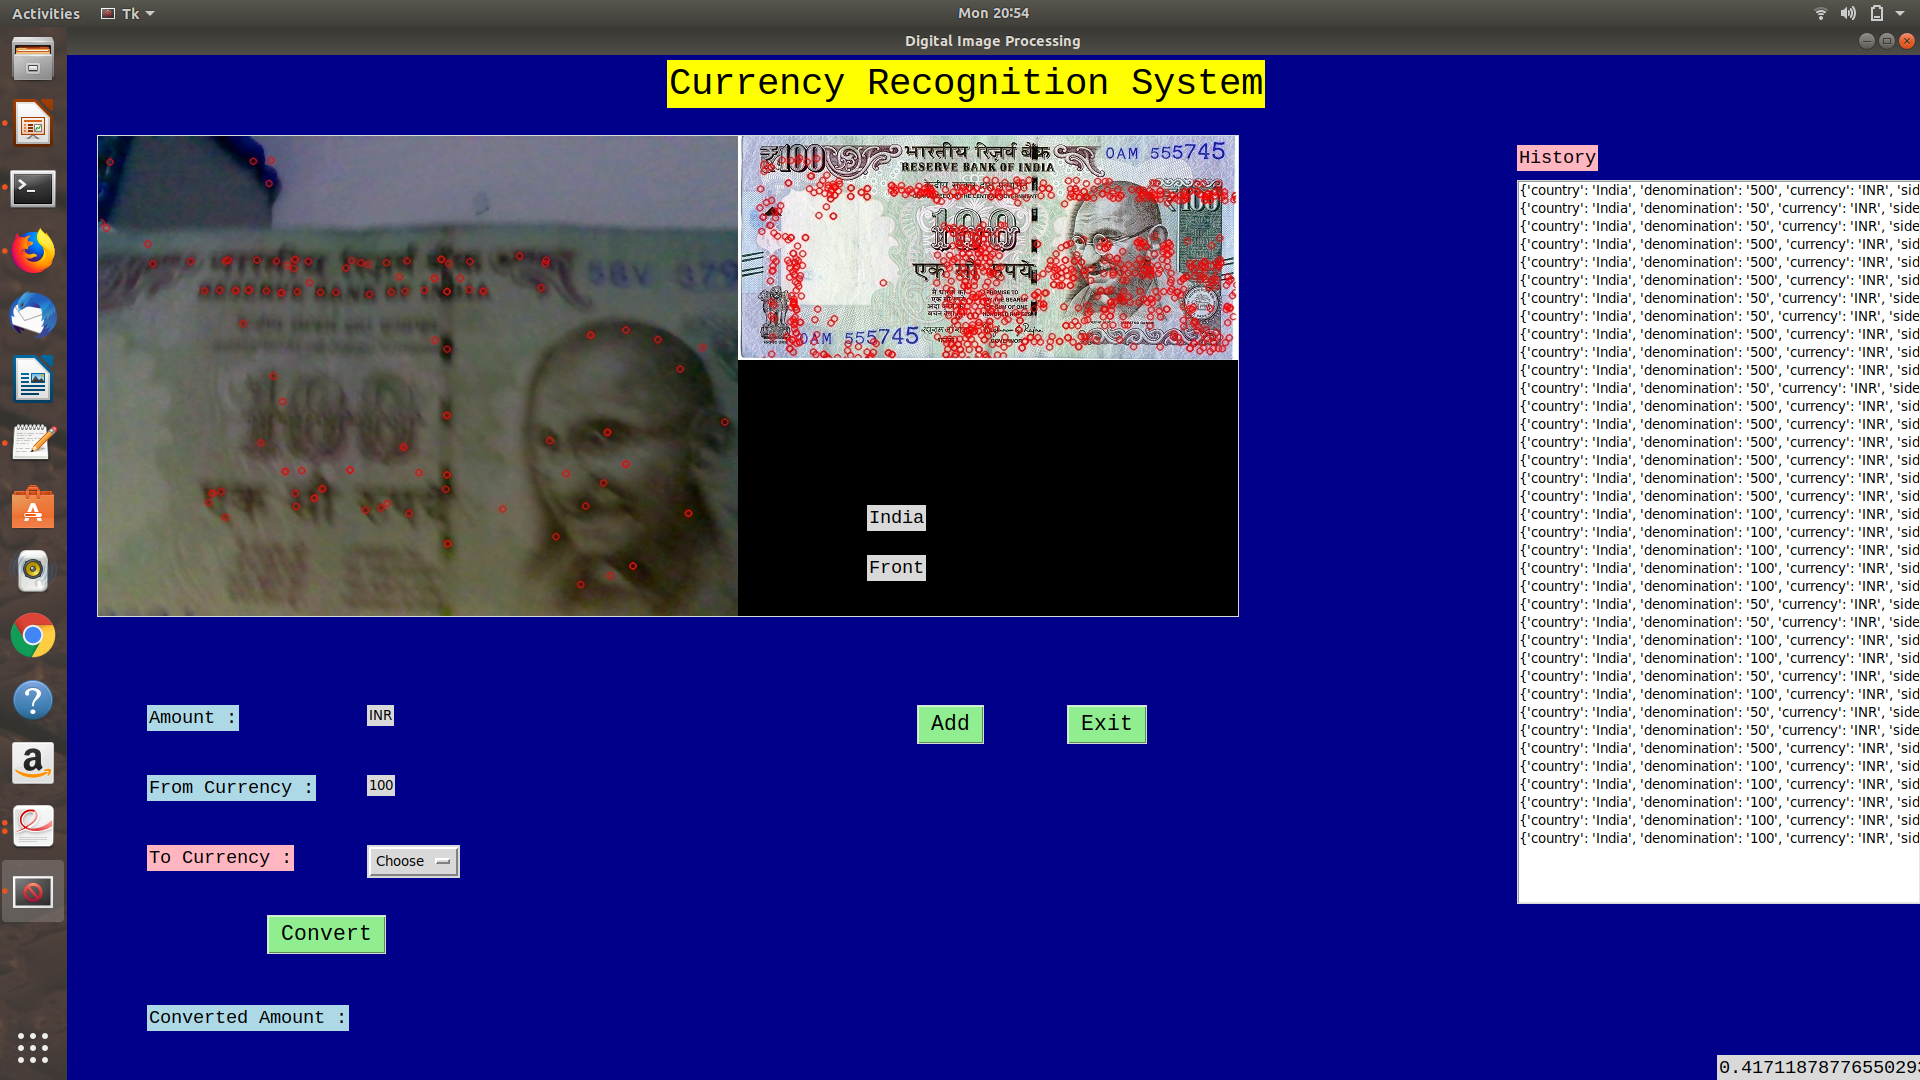 Activities
Tk
Mon 20:54
Digital Image Processing
Currency Recognition System
100
5BV 379
₹100
भारतीय रिज़र्व बैंक
RESERVE BANK OF INDIA
0AM 555745
100
₹100
एक सौ रुपये
0AM 555745
India
Front
History
{'country': 'India', 'denomination': '500', 'currency': 'INR', 'sid
{'country': 'India', 'denomination': '50', 'currency': 'INR', 'side
{'country': 'India', 'denomination': '50', 'currency': 'INR', 'side
{'country': 'India', 'denomination': '500', 'currency': 'INR', 'sid
{'country': 'India', 'denomination': '500', 'currency': 'INR', 'sid
{'country': 'India', 'denomination': '500', 'currency': 'INR', 'sid
{'country': 'India', 'denomination': '50', 'currency': 'INR', 'side
{'country': 'India', 'denomination': '50', 'currency': 'INR', 'side
{'country': 'India', 'denomination': '500', 'currency': 'INR', 'sid
{'country': 'India', 'denomination': '500', 'currency': 'INR', 'sid
{'country': 'India', 'denomination': '500', 'currency': 'INR', 'sid
{'country': 'India', 'denomination': '50', 'currency': 'INR', 'side
{'country': 'India', 'denomination': '500', 'currency': 'INR', 'sid
{'country': 'India', 'denomination': '500', 'currency': 'INR', 'sid
{'country': 'India', 'denomination': '500', 'currency': 'INR', 'sid
{'country': 'India', 'denomination': '500', 'currency': 'INR', 'sid
{'country': 'India', 'denomination': '500', 'currency': 'INR', 'sid
{'country': 'India', 'denomination': '500', 'currency': 'INR', 'sid
{'country': 'India', 'denomination': '100', 'currency': 'INR', 'sid
{'country': 'India', 'denomination': '100', 'currency': 'INR', 'sid
{'country': 'India', 'denomination': '100', 'currency': 'INR', 'sid
{'country': 'India', 'denomination': '100', 'currency': 'INR', 'sid
{'country': 'India', 'denomination': '100', 'currency': 'INR', 'sid
{'country': 'India', 'denomination': '50', 'currency': 'INR', 'side
{'country': 'India', 'denomination': '50', 'currency': 'INR', 'side
{'country': 'India', 'denomination': '100', 'currency': 'INR', 'sid
{'country': 'India', 'denomination': '100', 'currency': 'INR', 'sid
{'country': 'India', 'denomination': '50', 'currency': 'INR', 'side
{'country': 'India', 'denomination': '100', 'currency': 'INR', 'sid
{'country': 'India', 'denomination': '50', 'currency': 'INR', 'side
{'country': 'India', 'denomination': '50', 'currency': 'INR', 'side
{'country': 'India', 'denomination': '500', 'currency': 'INR', 'sid
{'country': 'India', 'denomination': '100', 'currency': 'INR', 'sid
{'country': 'India', 'denomination': '100', 'currency': 'INR', 'sid
{'country': 'India', 'denomination': '100', 'currency': 'INR', 'sid
{'country': 'India', 'denomination': '100', 'currency': 'INR', 'sid
{'country': 'India', 'denomination': '100', 'currency': 'INR', 'sid
Amount :
INR
Add
Exit
From Currency :
100
To Currency :
Choose
Convert
Converted Amount :
0.4171187877655029